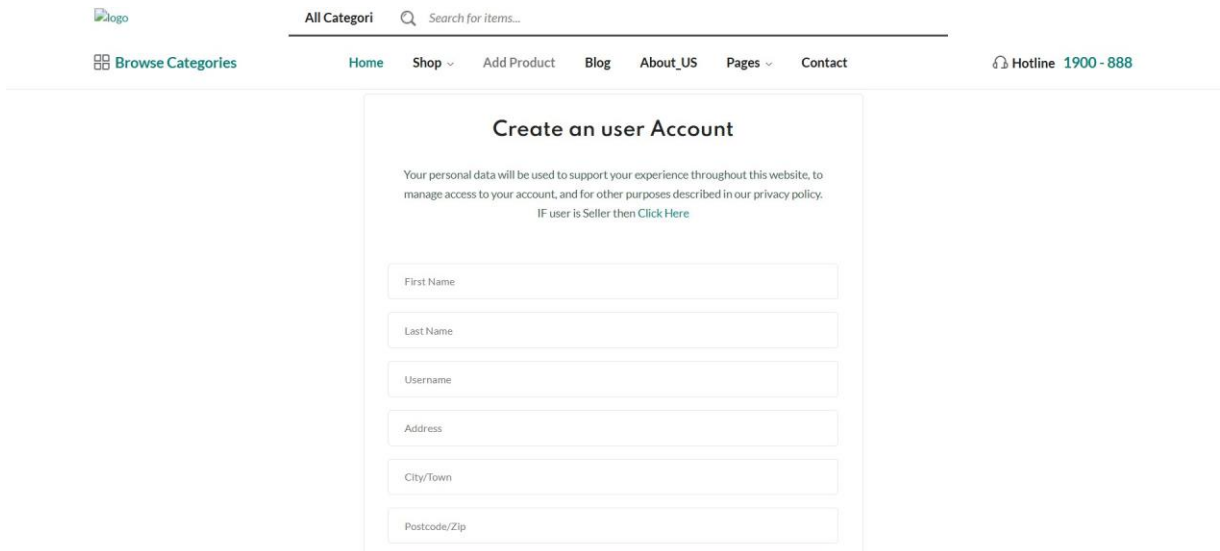 logo
All Categori Search for items...
Browse Categories Home Shop Add Product Blog About_US Pages Contact Hotline 1900 - 888
Create an user Account
Your personal data will be used to support your experience throughout this website, to
manage access to your account, and for other purposes described in our privacy policy.
IF user is Seller then Click Here
First Name
Last Name
Username
Address
City/Town
Postcode/Zip